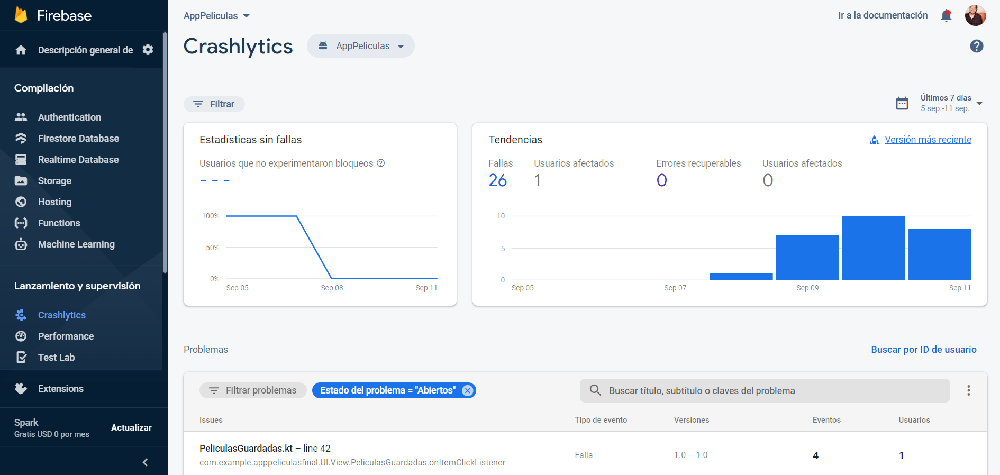 Firebase
Descripción general de
Compilación
Authentication
Firestore Database
Realtime Database
Storage
Hosting
Functions
Machine Learning
Lanzamiento y supervisión
Crashlytics
Performance
Test Lab
Extensions
Spark
Gratis USD 0 por mes
Actualizar
AppPeliculas
Ir a la documentación
Crashlytics
AppPeliculas
Filtrar
Últimos 7 días
5 sep.-11 sep.
Estadísticas sin fallas
Usuarios que no experimentaron bloqueos
- - -
100%
50%
0%
Sep 05 Sep 08 Sep 11
Tendencias
Versión más reciente
Fallas Usuarios afectados Errores recuperables Usuarios afectados
26 1 0 0
10
5
0
Sep 05 Sep 07 Sep 09 Sep 11
Problemas
Buscar por ID de usuario
Filtrar problemas
Estado del problema = "Abiertos"
Buscar título, subtítulo o claves del problema
Issues Tipo de evento Versiones Eventos Usuarios
PeliculasGuardadas.kt – line 42
com.example.apppeliculasfinal.UI.View.PeliculasGuardadas.onItemClickListener
Falla 1.0 – 1.0 4 1